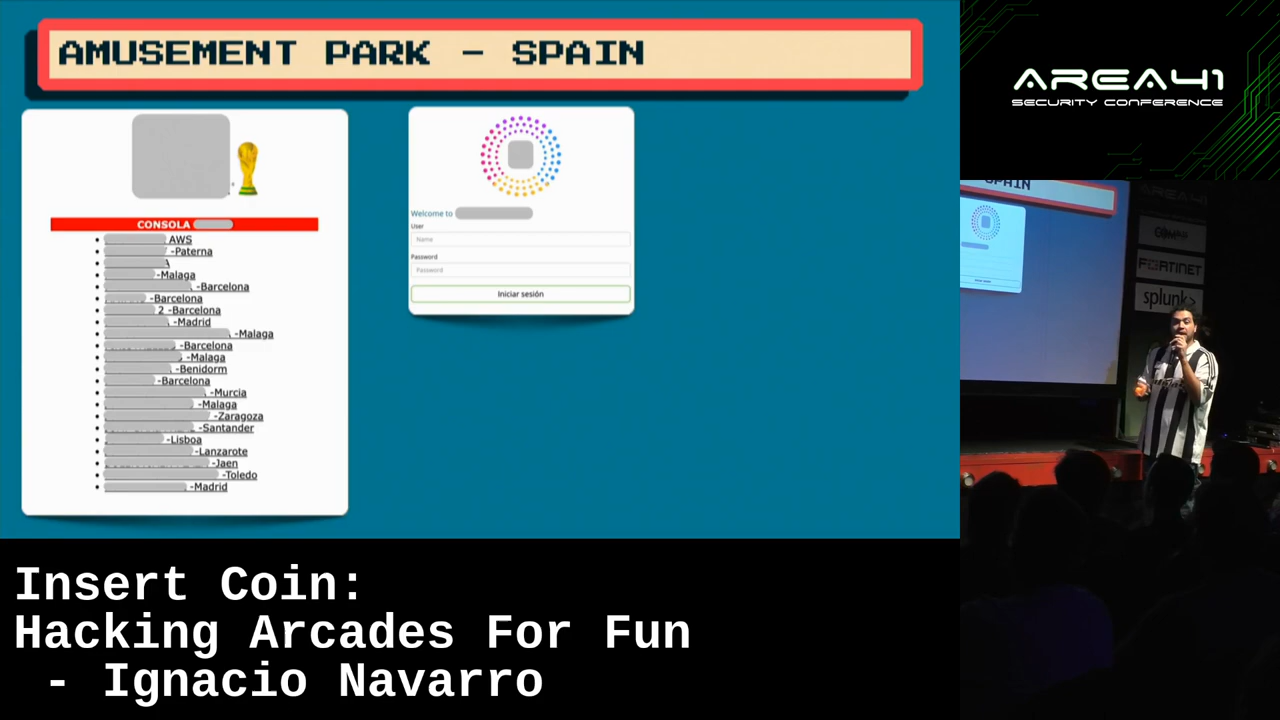 AMUSEMENT PARK - SPAIN
CONSOLA
AWS
-Paterna
A
-Malaga
-Barcelona
-Barcelona
2 -Barcelona
-Madrid
-Malaga
-Barcelona
-Malaga
-Benidorm
-Barcelona
-Murcia
-Malaga
-Zaragoza
-Santander
-Lisboa
-Lanzarote
-Jaen
-Toledo
-Madrid
Welcome to
User
Name
Password
Password
Iniciar sesión
AREA41
SECURITY CONFERENCE
SPAIN
FORTINET
splunk>
Insert Coin:
Hacking Arcades For Fun
- Ignacio Navarro